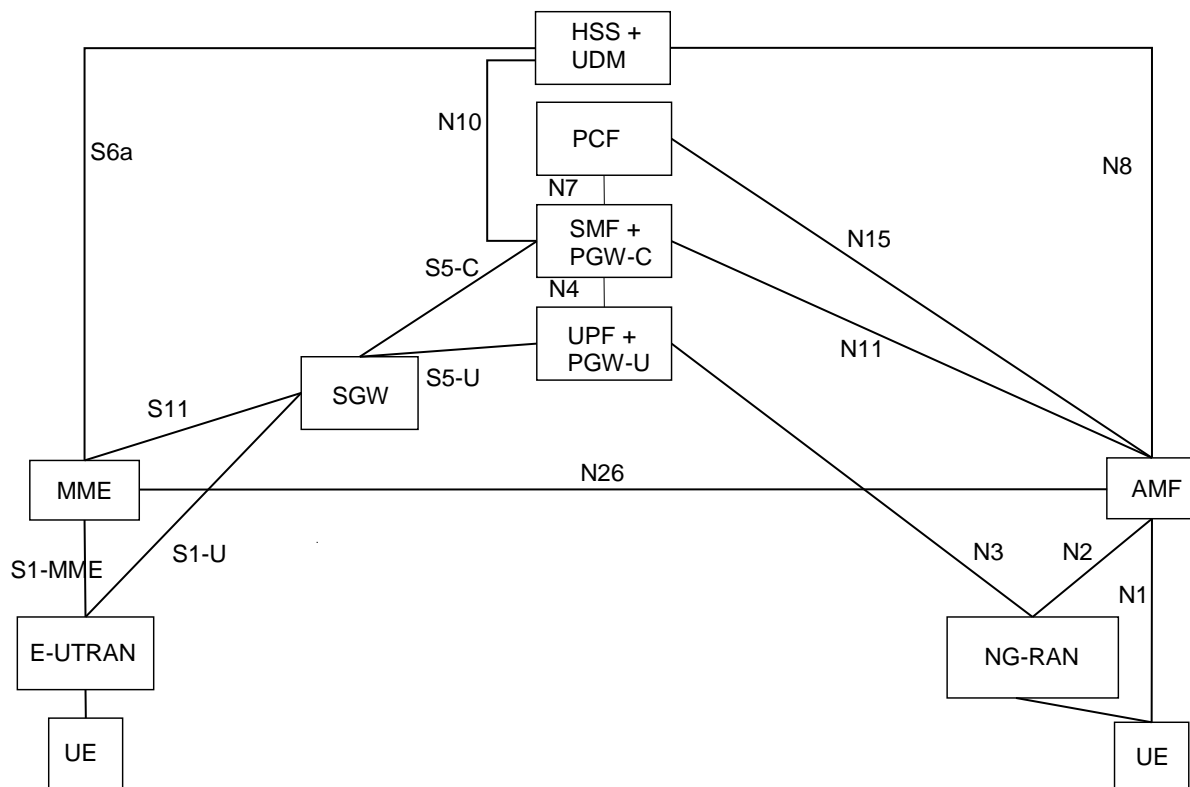 HSS +
UDM
N10
PCF
S6a
N8
N7
SMF +
PGW-C
N15
S5-C
N4
UPF +
PGW-U
N11
S5-U
SGW
S11
N26
MME
AMF
S1-U
N3
N2
S1-MME
N1
E-UTRAN
NG-RAN
UE
UE